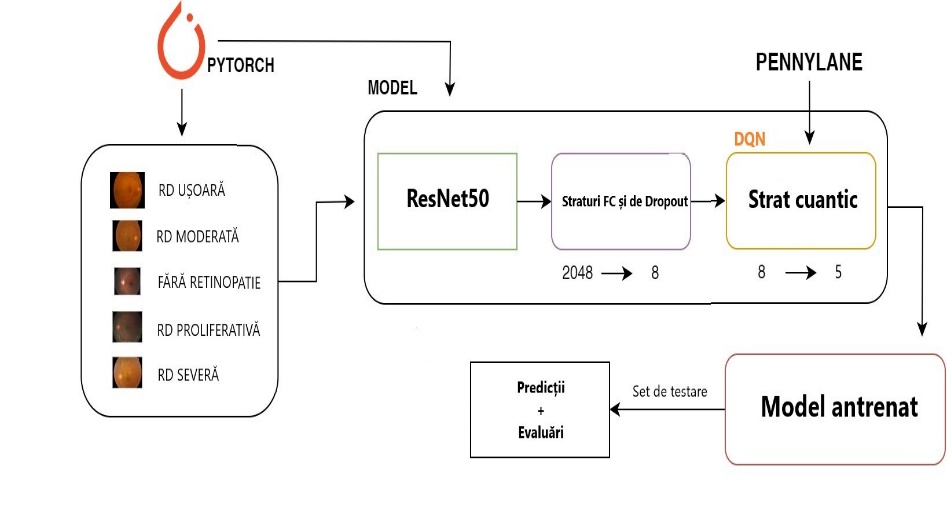 PYTORCH
MODEL
PENNYLANE
RD UȘOARĂ
RD MODERATĂ
FĂRĂ RETINOPATIE
RD PROLIFERATIVĂ
RD SEVERĂ
ResNet50
Straturi FC și de Dropout
2048 → 8
DQN
Strat cuantic
8 → 5
Model antrenat
Set de testare
Predicții
+
Evaluări